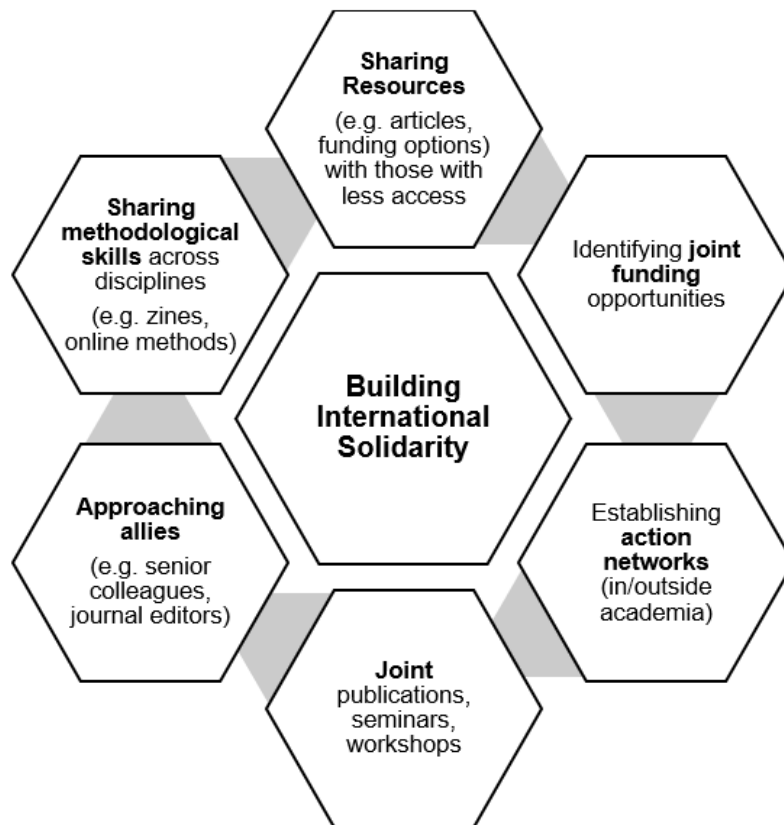 Sharing
Resources
(e.g. articles,
funding options)
with those with
less access
Identifying joint
funding
opportunities
Establishing
action
networks
(in/outside
academia)
Joint
publications,
seminars,
workshops
Approaching
allies
(e.g. senior
colleagues,
journal editors)
Sharing
methodological
skills across
disciplines
(e.g. zines,
online methods)
Building
International
Solidarity